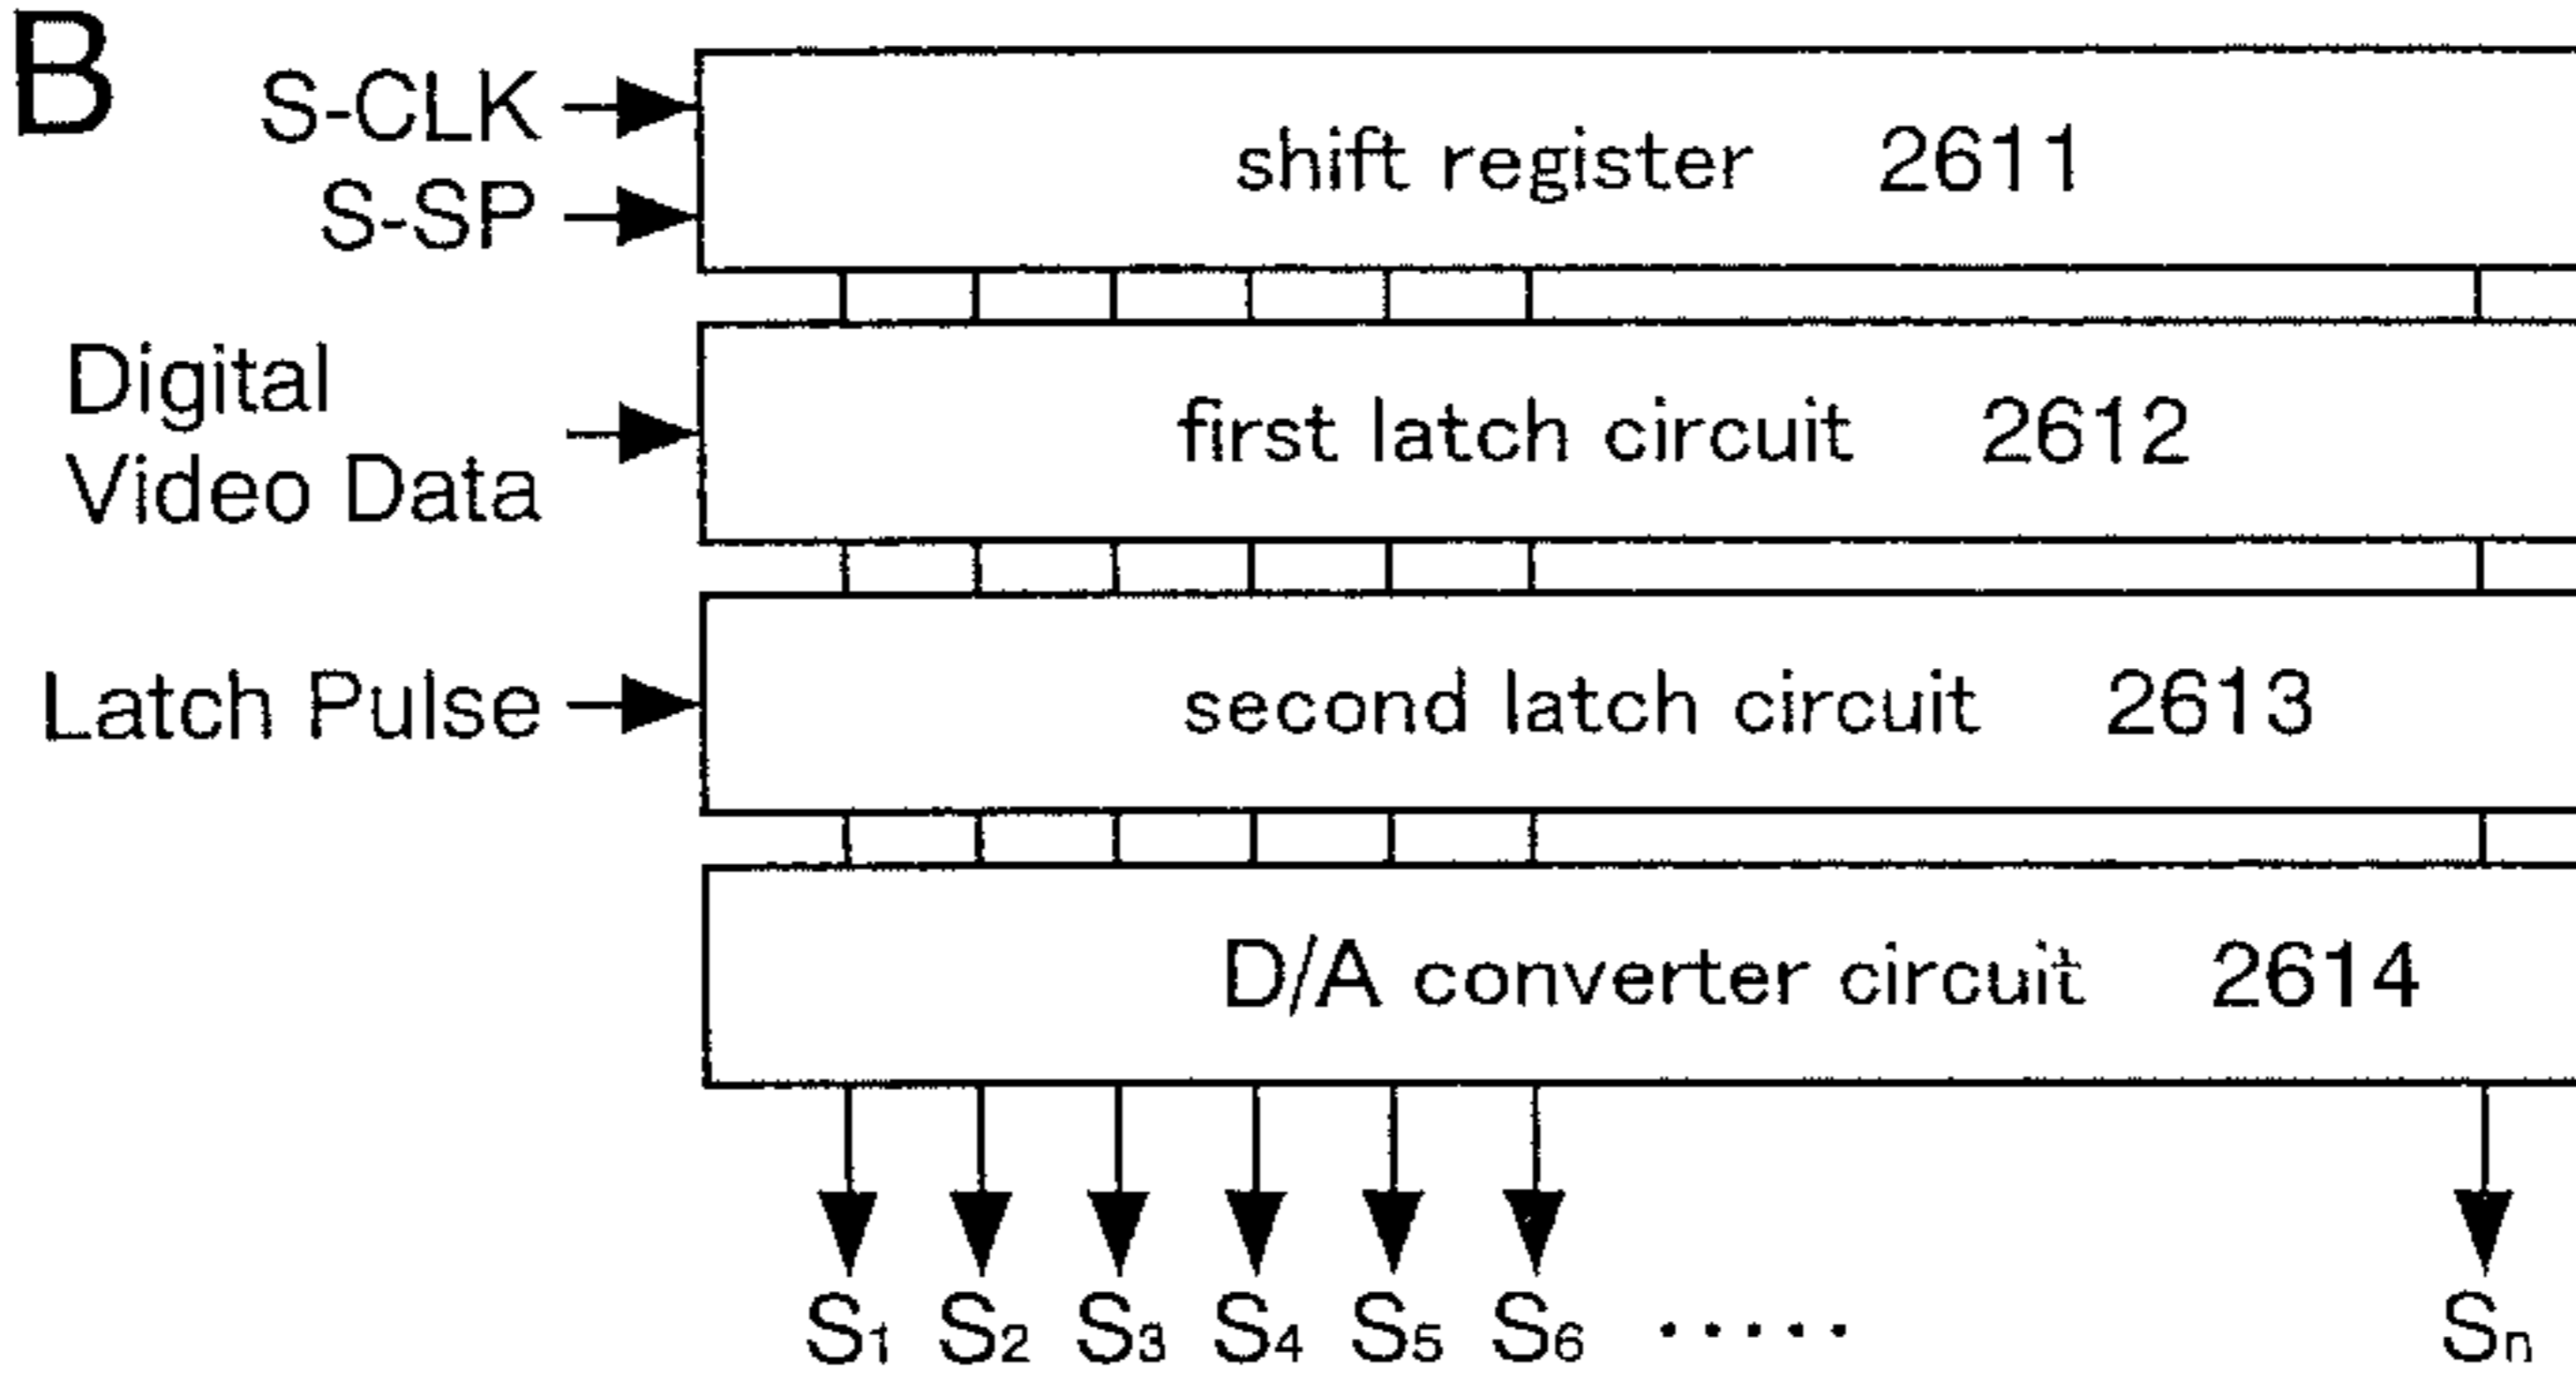 B
S-CLK
S-SP
shift register 2611
Digital
Video Data
first latch circuit 2612
Latch Pulse
second latch circuit 2613
D/A converter circuit 2614
S1 S2 S3 S4 S5 S6 ····· Sn